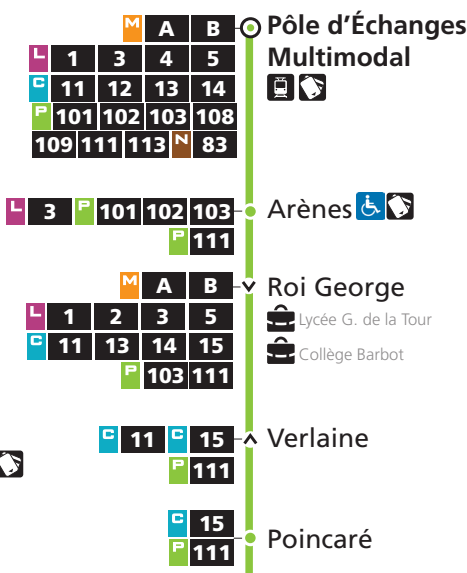 M A B Pôle d'Échanges
Multimodal
L 1 3 4 5
C 11 12 13 14
P 101 102 103 108
109 111 113 N 83
L 3 P 101 102 103 Arènes
P 111
M A B Roi George
L 1 2 3 5 Lycée G. de la Tour
C 11 13 14 15 Collège Barbot
P 103 111
C 11 C 15 Verlaine
P 111
C 15 Poincaré
P 111